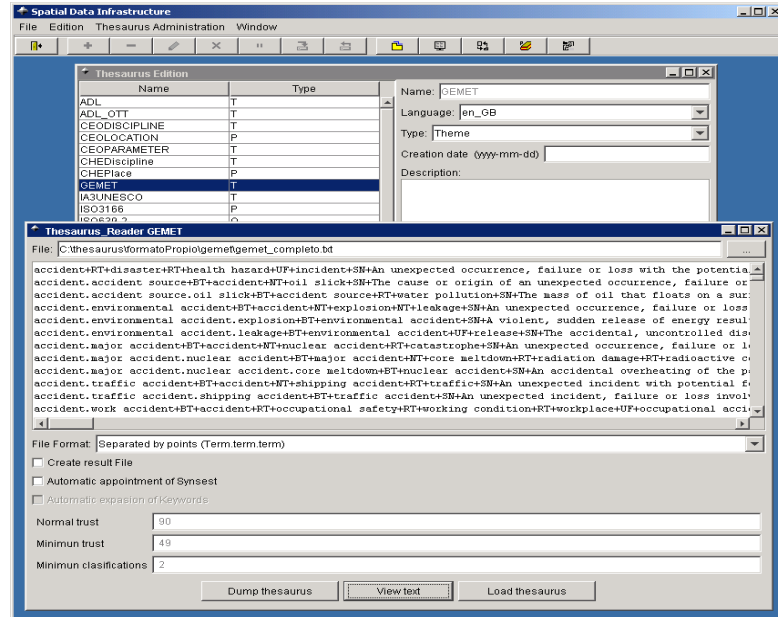 Spatial Data Infrastructure
File Edition Thesaurus Administration Window
Thesaurus Edition
Name Type
ADL T
ADL_OTT T
CEODISCIPLINE T
CEOLOCATION P
CEOPARAMETER T
CHEDiscipline T
CHEPlace P
GEMET T
IA3UNESCO T
ISO3166 P
ISO639-2 O
Name: GEMET
Language: en_GB
Type: Theme
Creation date (yyyy-mm-dd)
Description:
Thesaurus_Reader GEMET
File: C:\thesaurus\formatoPropio\gemet\gemet_completo.txt ...
accident+RT+disaster+RT+health hazard+UF+incident+SN+An unexpected occurrence, failure or loss with the potentia
accident.accident source+BT+accident+NT+oil slick+SN+The cause or origin of an unexpected occurrence, failure or
accident.accident source.oil slick+BT+accident source+RT+water pollution+SN+The mass of oil that floats on a sur
accident.environmental accident+BT+accident+NT+explosion+NT+leakage+SN+An unexpected occurrence, failure or loss
accident.environmental accident.explosion+BT+environmental accident+SN+A violent, sudden release of energy resul
accident.environmental accident.leakage+BT+environmental accident+UF+release+SN+The accidental, uncontrolled dis
accident.major accident+BT+accident+NT+nuclear accident+RT+catastrophe+SN+An unexpected occurrence, failure or l
accident.major accident.nuclear accident+BT+major accident+NT+core meltdown+RT+radiation damage+RT+radioactive c
accident.major accident.nuclear accident.core meltdown+BT+nuclear accident+SN+An accidental overheating of the p
accident.traffic accident+BT+accident+NT+shipping accident+RT+traffic+SN+An unexpected incident with potential f
accident.traffic accident.shipping accident+BT+traffic accident+SN+An unexpected incident, failure or loss invol
accident.work accident+BT+accident+RT+occupational safety+RT+working condition+RT+workplace+UF+occupational acci
File Format: Separated by points (Term.term.term)
Create result File
Automatic appointment of Synsest
Automatic expasion of Keywords
Normal trust 90
Minimun trust 49
Minimun clasifications 2
Dump thesaurus View text Load thesaurus